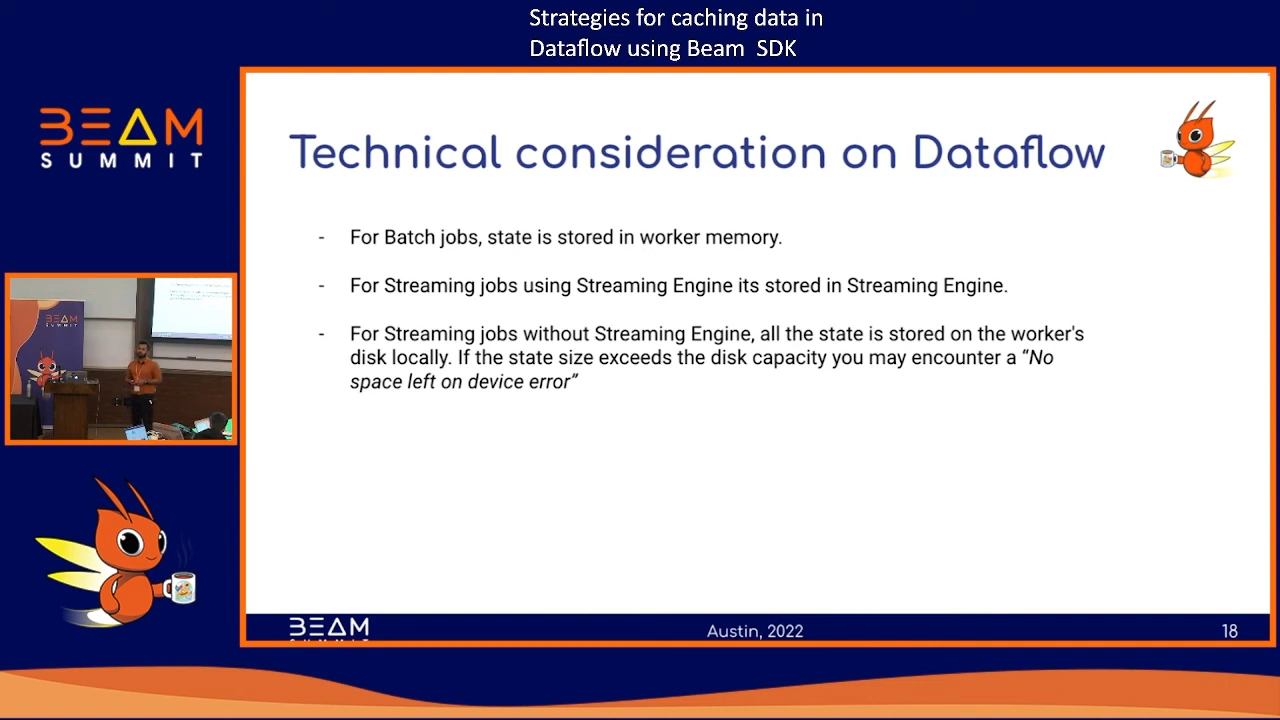 Strategies for caching data in
Dataflow using Beam SDK
BEAM
SUMMIT
Technical consideration on Dataflow
- For Batch jobs, state is stored in worker memory.
- For Streaming jobs using Streaming Engine its stored in Streaming Engine.
- For Streaming jobs without Streaming Engine, all the state is stored on the worker's
disk locally. If the state size exceeds the disk capacity you may encounter a “No
space left on device error”
BEAM
SUMMIT
BEAM
Austin, 2022
18